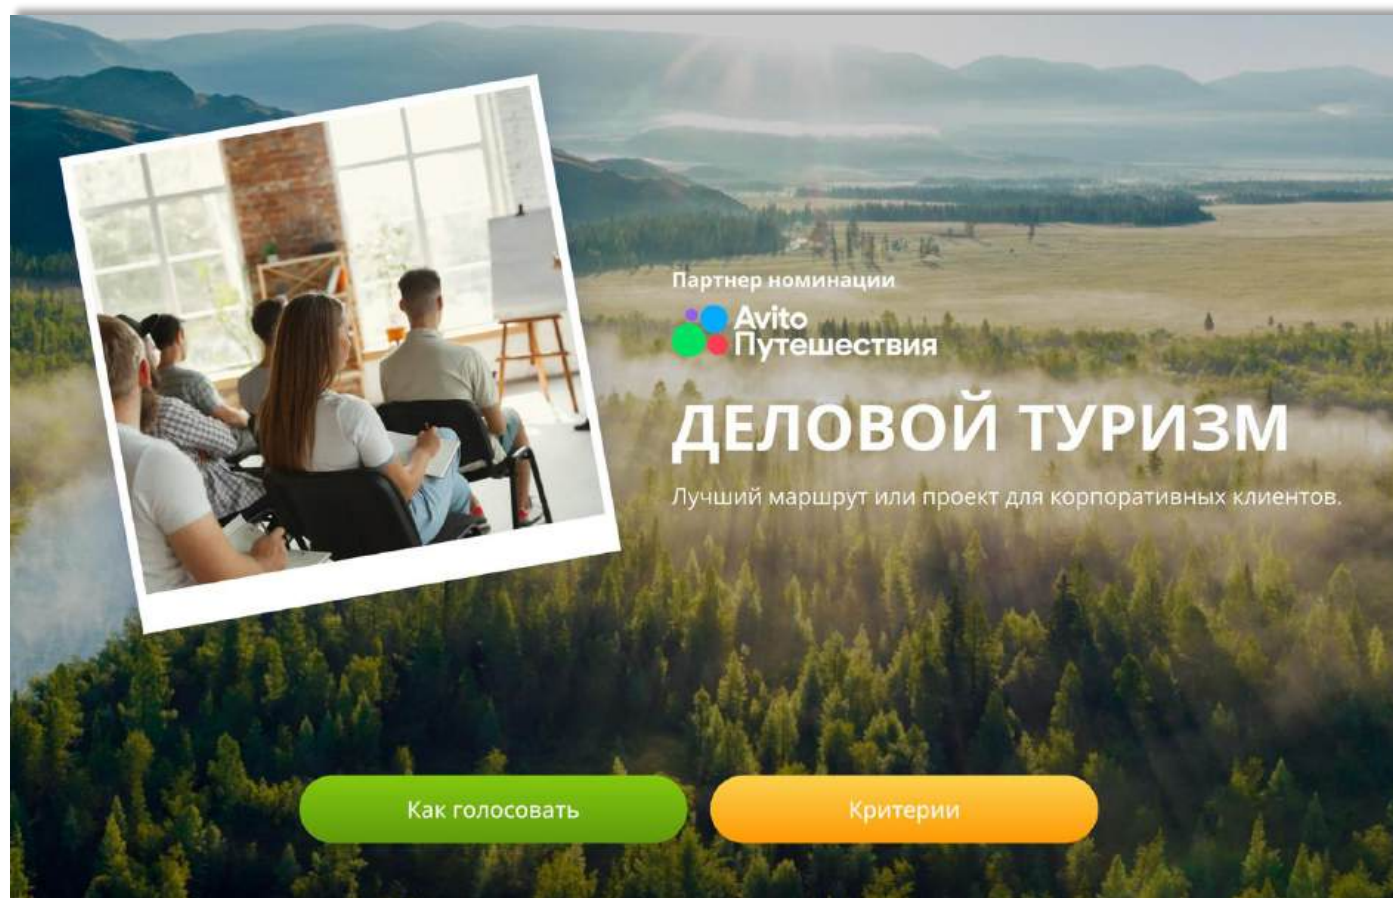 Партнер номинации
Avito
Путешествия
ДЕЛОВОЙ ТУРИЗМ
Лучший маршрут или проект для корпоративных клиентов.
Как голосовать
Критерии